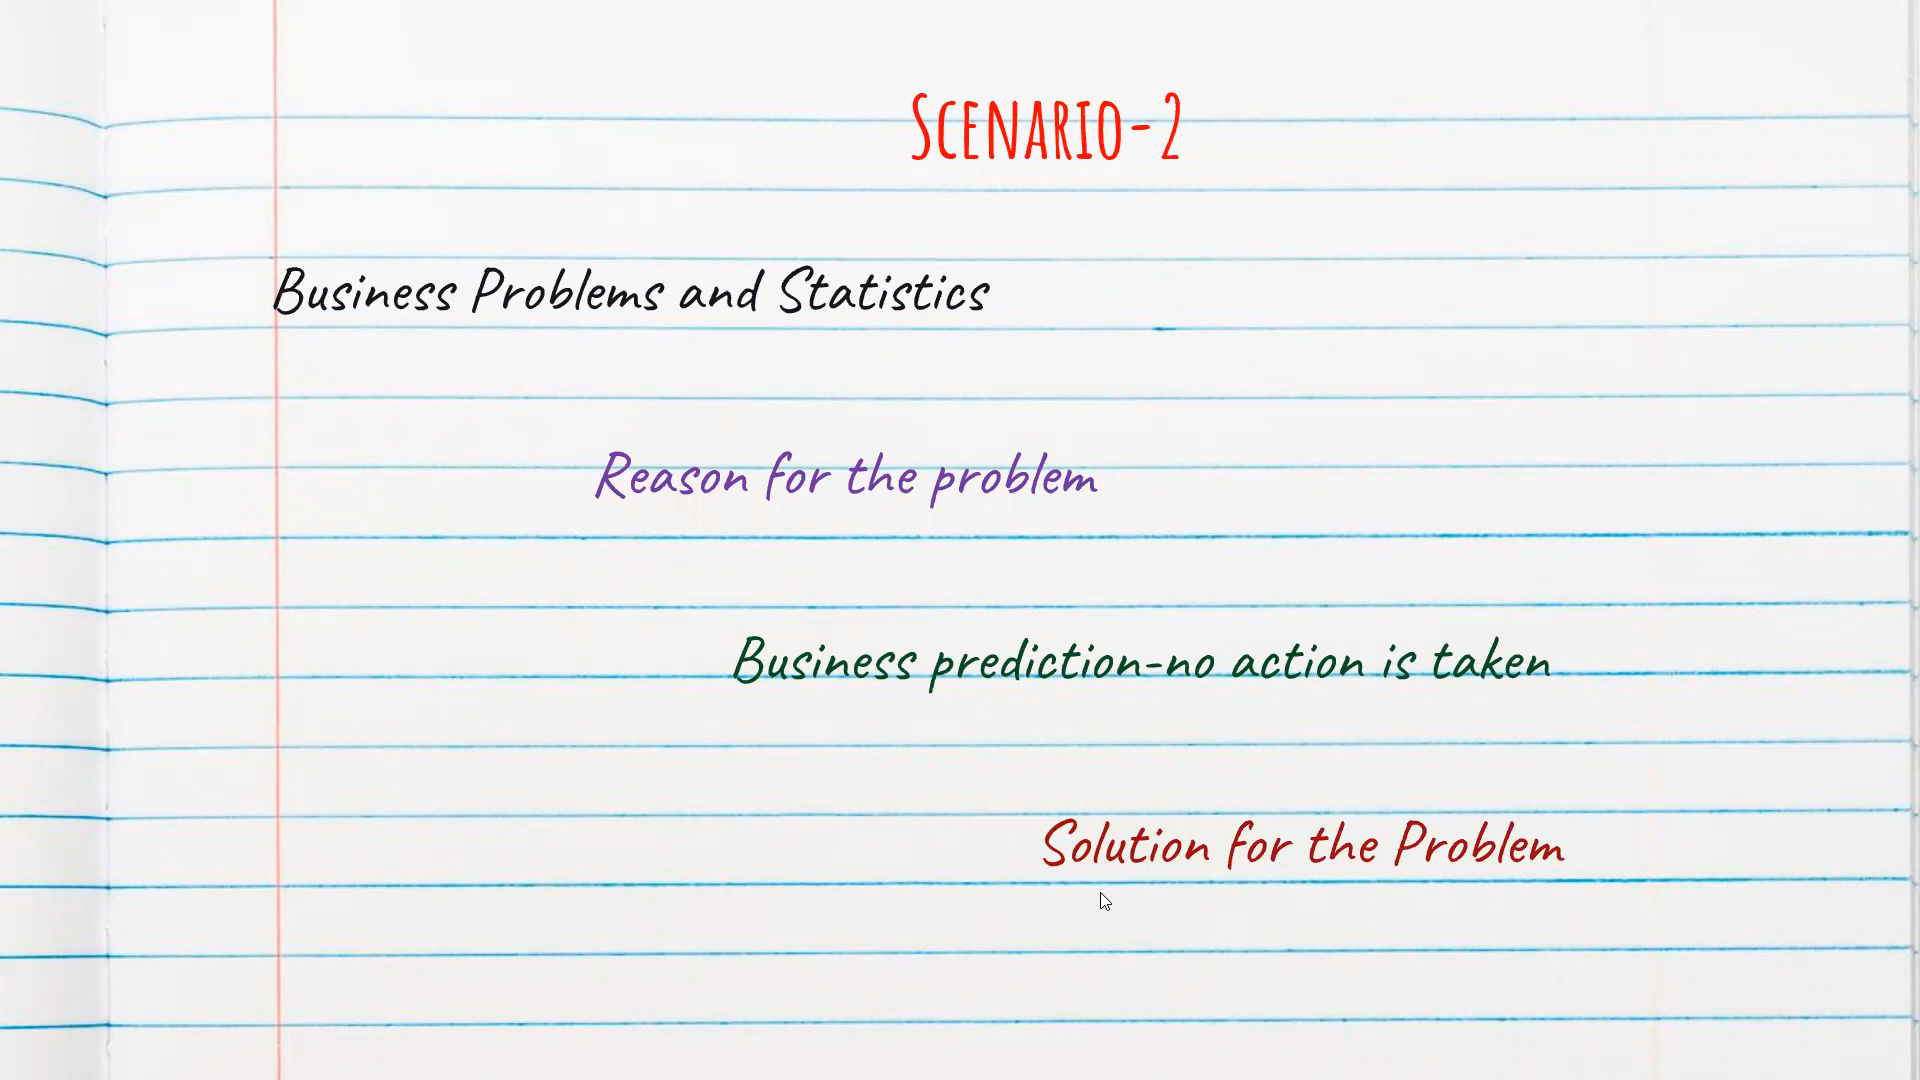 Scenario-2
Business Problems and Statistics
Reason for the problem
Business prediction-no action is taken
Solution for the Problem